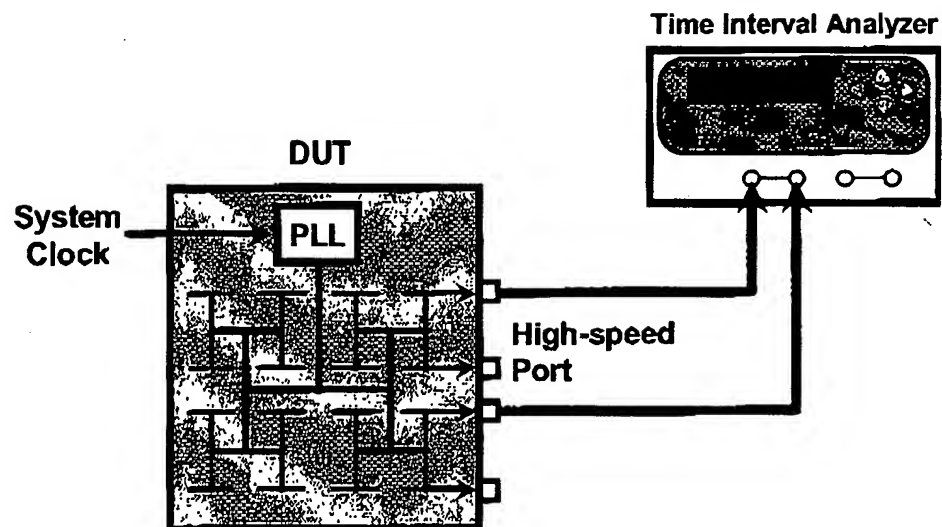 Time Interval Analyzer
DUT
System
Clock
PLL
High-speed
Port